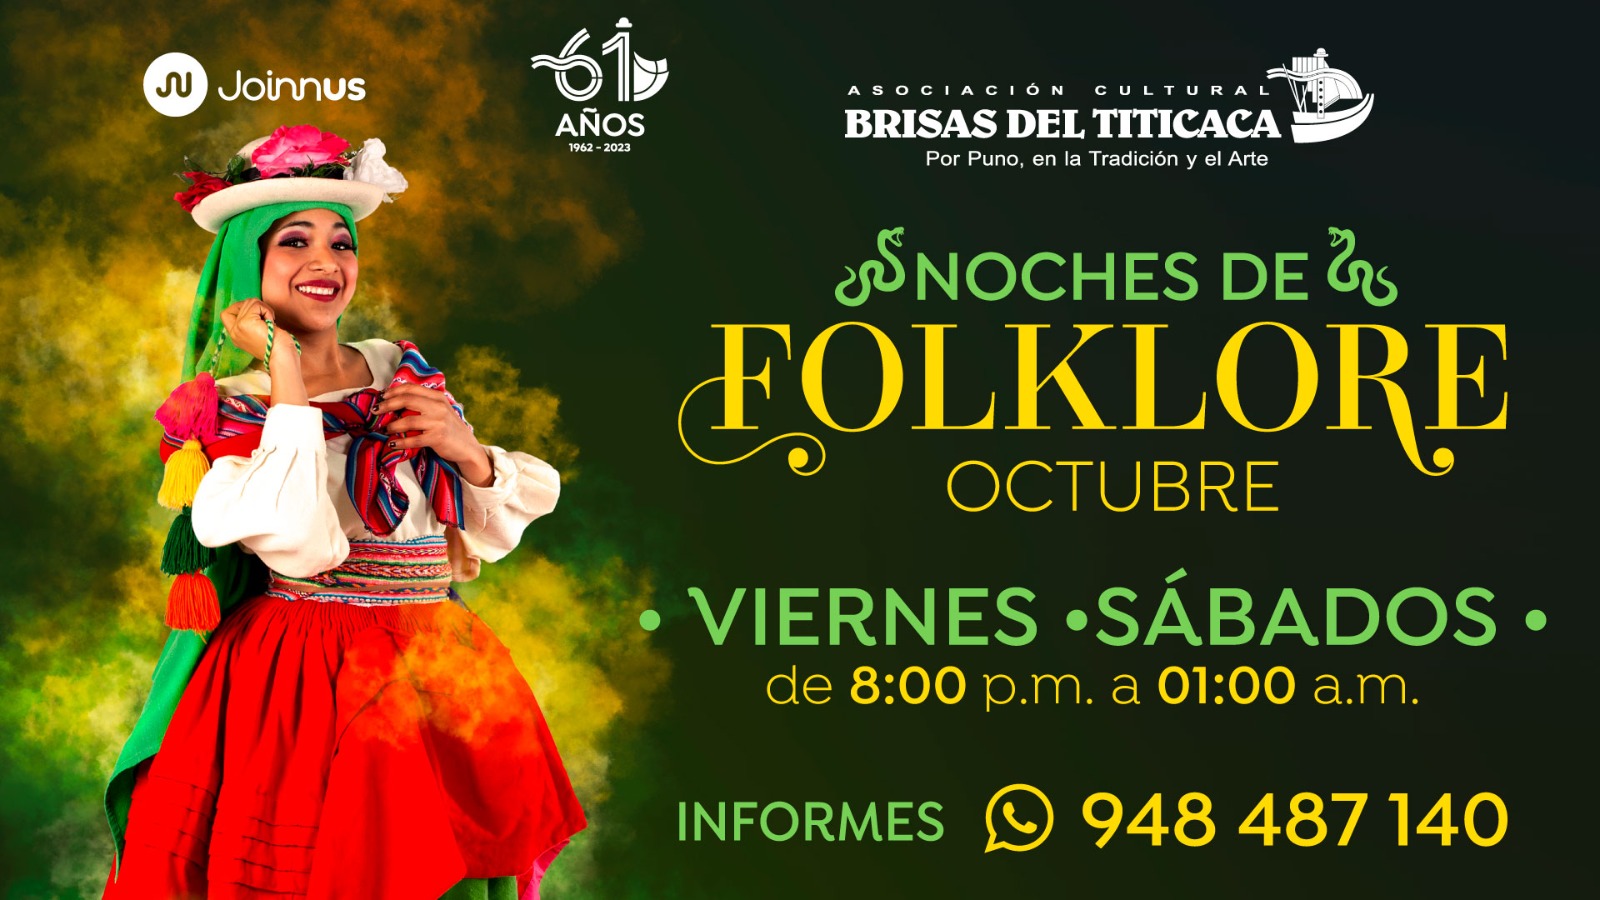 Joinnus
61
AÑOS
1962 - 2023
ASOCIACIÓN CULTURAL
BRISAS DEL TITICACA
Por Puno, en la Tradición y el Arte
NOCHES DE
FOLKLORE
OCTUBRE
• VIERNES • SÁBADOS •
de 8:00 p.m. a 01:00 a.m.
INFORMES 948 487 140